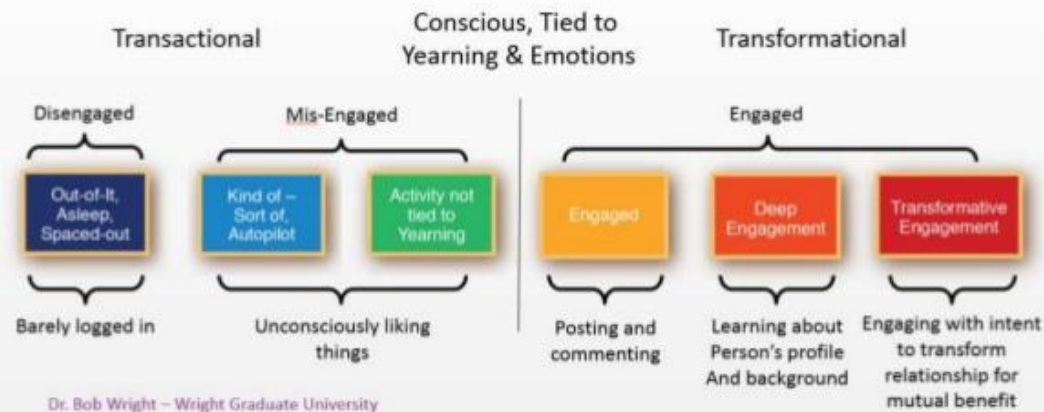 Transactional
Conscious, Tied to
Yearning & Emotions
Transformational
Disengaged
Mis-Engaged
Engaged
Out-of-It,
Asleep,
Spaced-out
Kind of –
Sort of,
Autopilot
Activity not
tied to
Yearning
Engaged
Deep
Engagement
Transformative
Engagement
Barely logged in
Unconsciously liking
things
Posting and
commenting
Learning about
Person's profile
And background
Engaging with intent
to transform
relationship for
mutual benefit
Dr. Bob Wright – Wright Graduate University